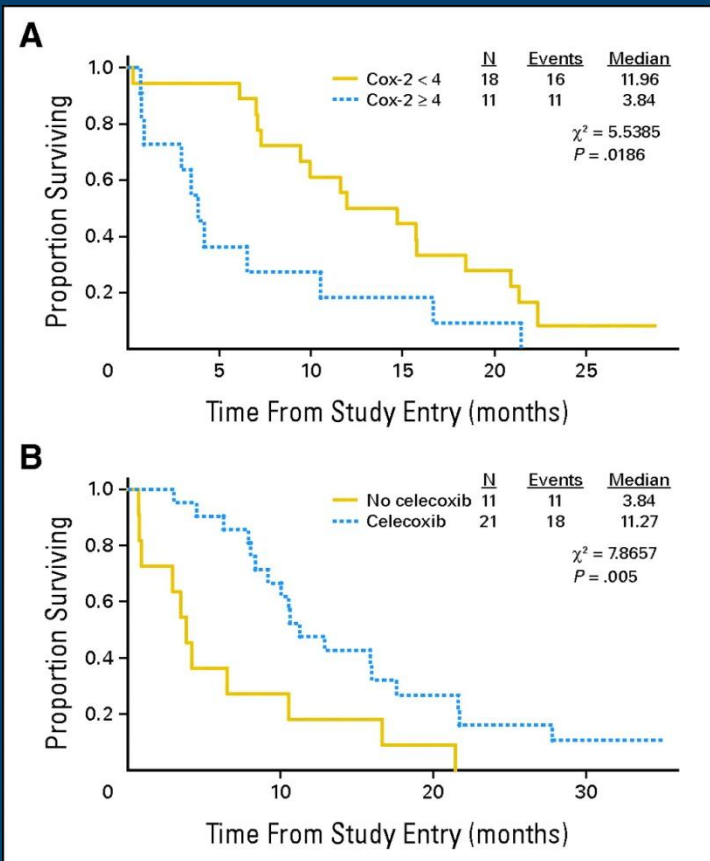 A
N Events Median
Cox-2 < 4 18 16 11.96
Cox-2 ≥ 4 11 11 3.84
χ² = 5.5385
P = .0186
Proportion Surviving
1.0
0.8
0.6
0.4
0.2
0 5 10 15 20 25
Time From Study Entry (months)
B
N Events Median
No celecoxib 11 11 3.84
Celecoxib 21 18 11.27
χ² = 7.8657
P = .005
Proportion Surviving
1.0
0.8
0.6
0.4
0.2
0 10 20 30
Time From Study Entry (months)